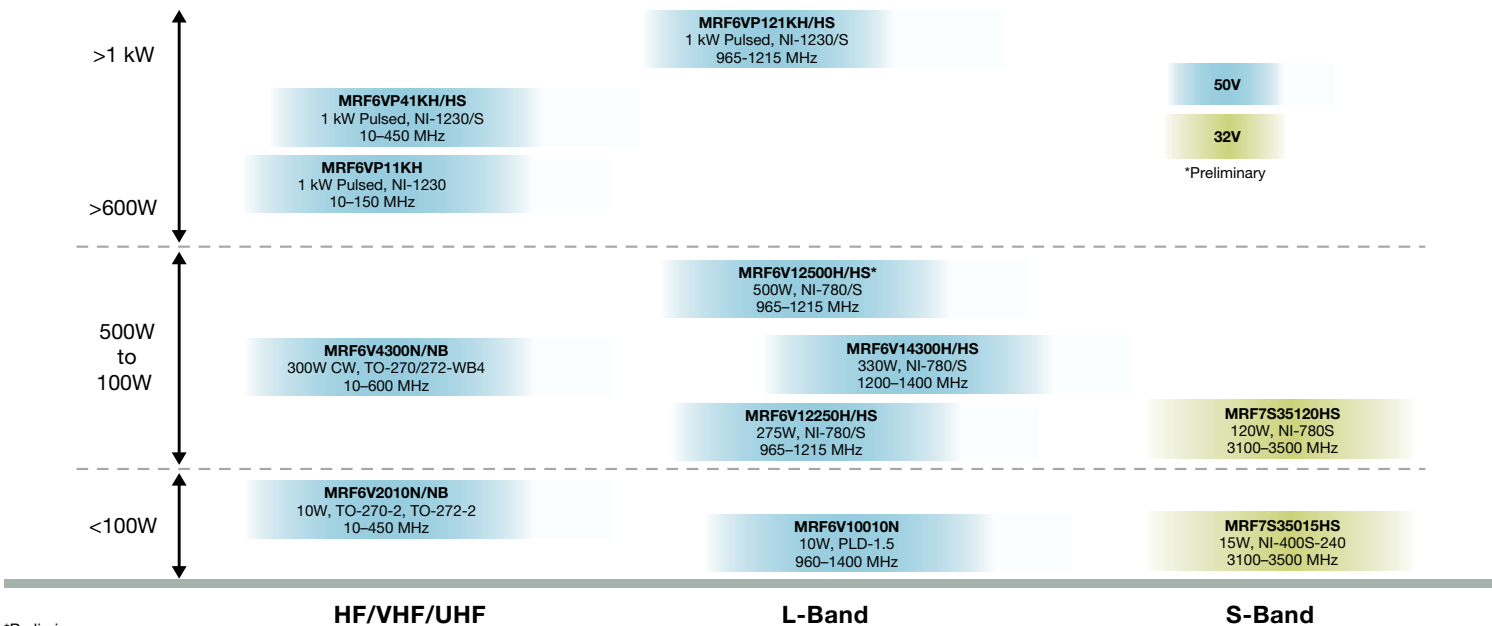 >1 kW
MRF6VP121KH/HS
1 kW Pulsed, NI-1230/S
965-1215 MHz
50V
32V
*Preliminary
MRF6VP41KH/HS
1 kW Pulsed, NI-1230/S
10–450 MHz
MRF6VP11KH
1 kW Pulsed, NI-1230
10–150 MHz
>600W
500W
to
100W
MRF6V12500H/HS*
500W, NI-780/S
965–1215 MHz
MRF6V4300N/NB
300W CW, TO-270/272-WB4
10–600 MHz
MRF6V14300H/HS
330W, NI-780/S
1200–1400 MHz
MRF6V12250H/HS
275W, NI-780/S
965–1215 MHz
MRF7S35120HS
120W, NI-780S
3100–3500 MHz
<100W
MRF6V2010N/NB
10W, TO-270-2, TO-272-2
10–450 MHz
MRF6V10010N
10W, PLD-1.5
960–1400 MHz
MRF7S35015HS
15W, NI-400S-240
3100–3500 MHz
HF/VHF/UHF
L-Band
S-Band